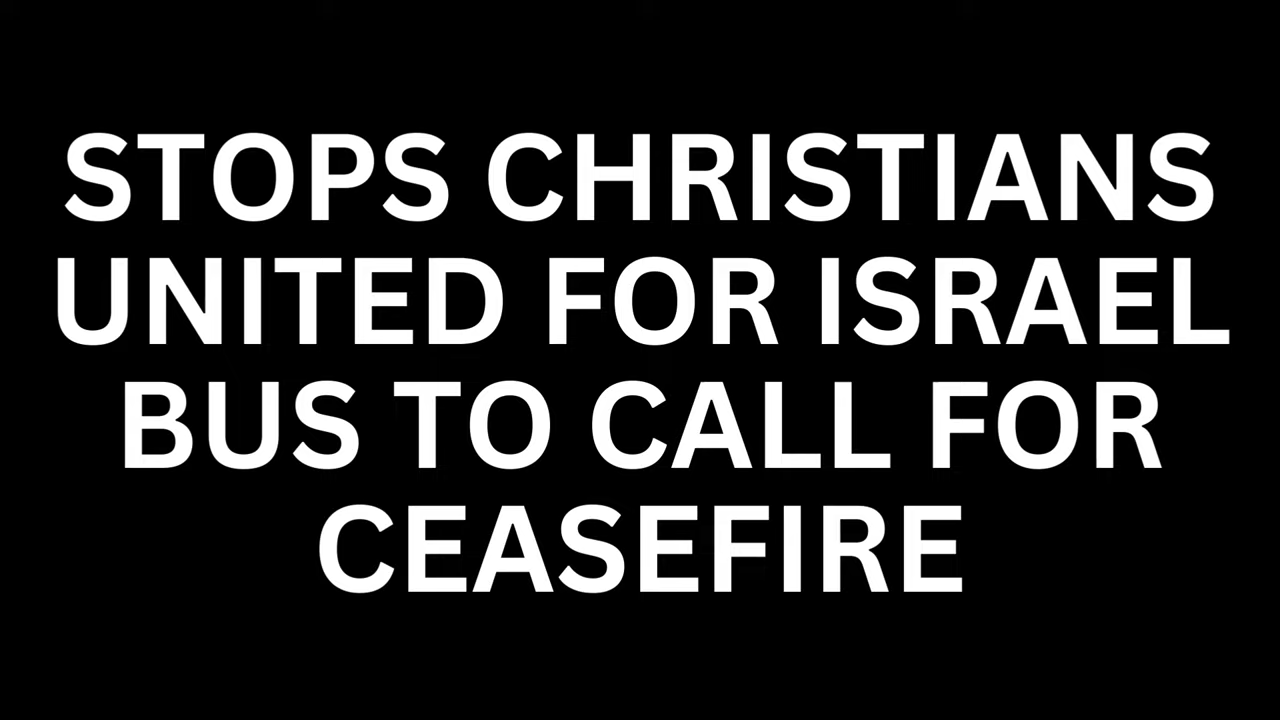 STOPS CHRISTIANS
UNITED FOR ISRAEL
BUS TO CALL FOR
CEASEFIRE